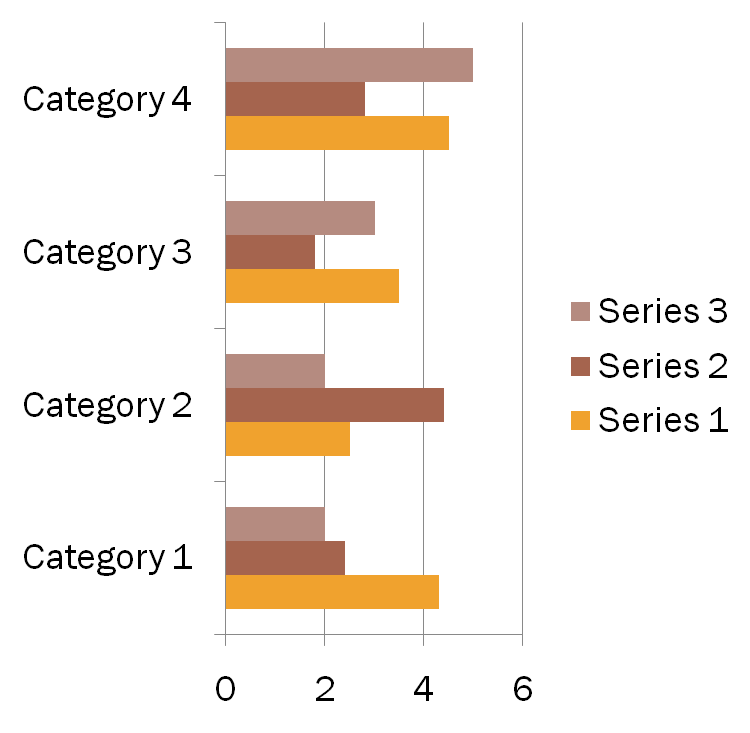 Category 4
Category 3
Category 2
Category 1
0 2 4 6
Series 3
Series 2
Series 1